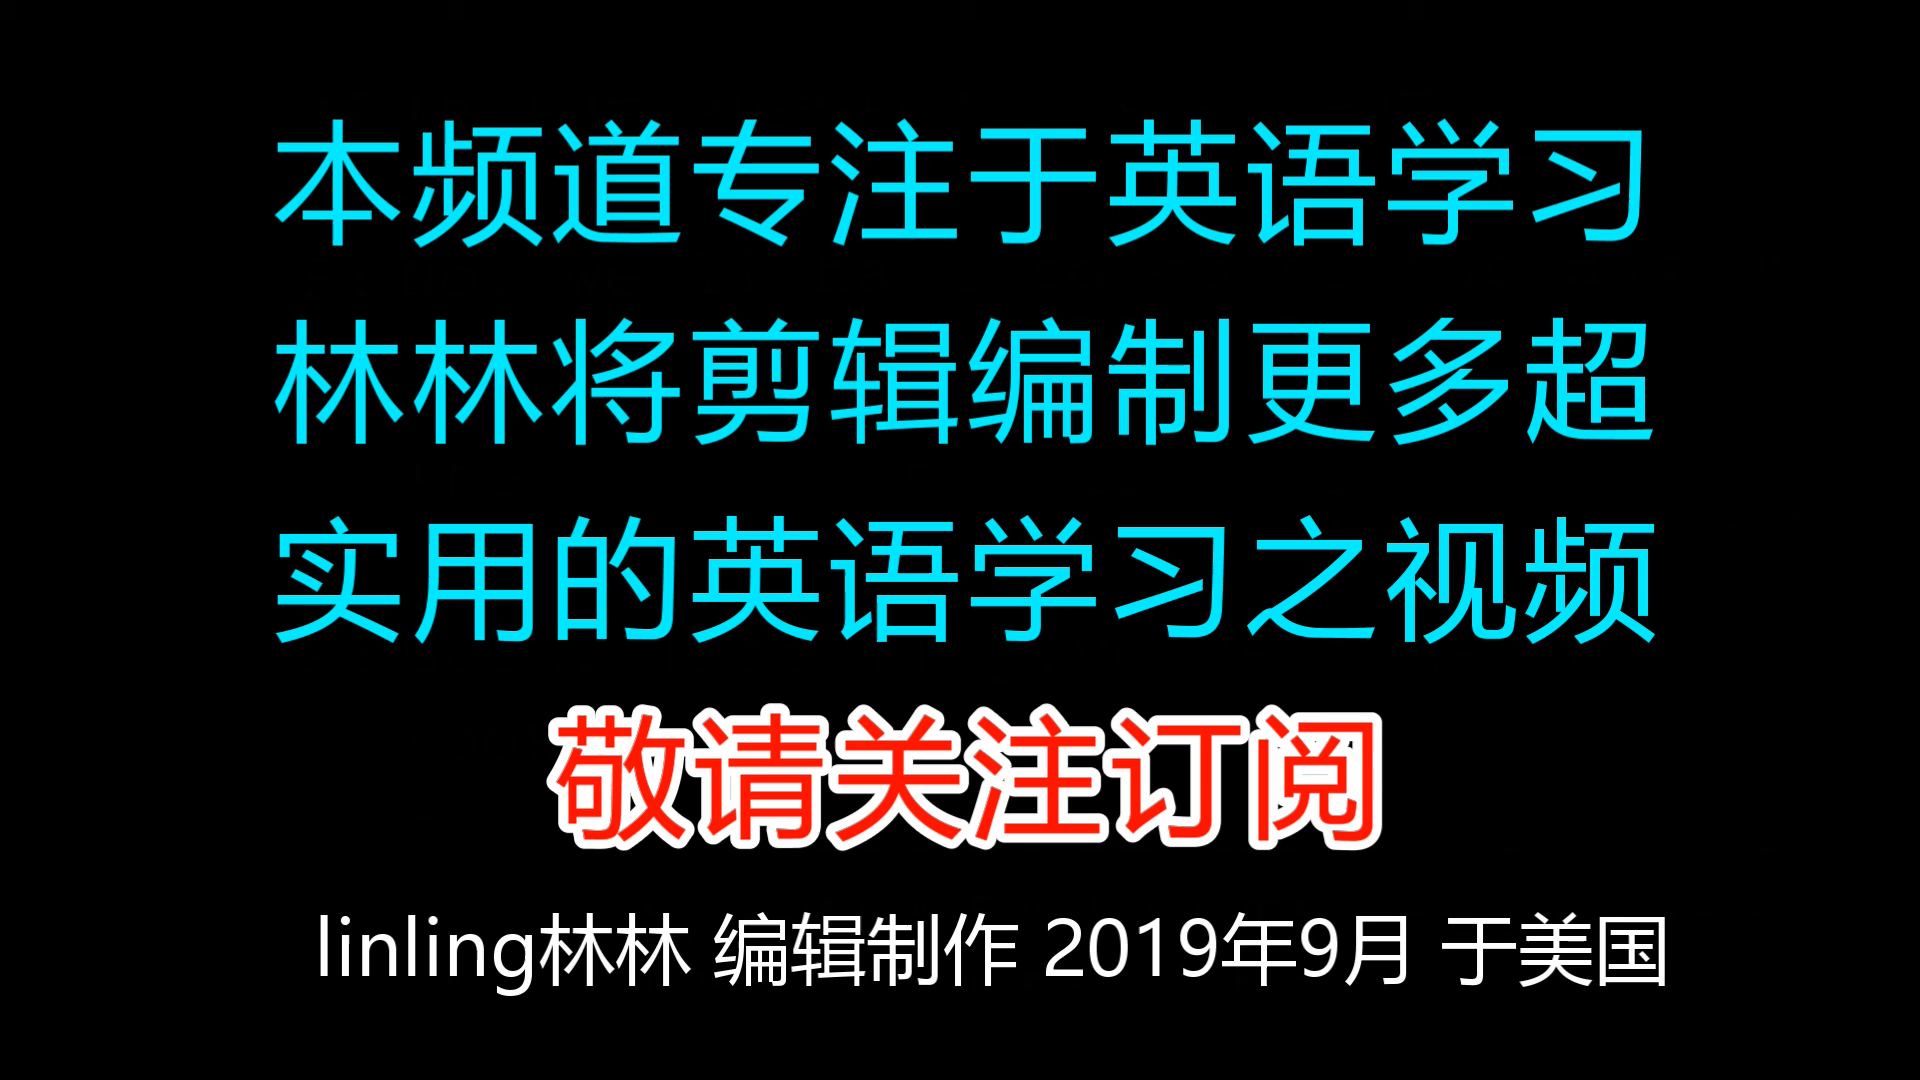 本频道专注于英语学习
林林将剪辑编制更多超
实用的英语学习之视频
敬请关注订阅
linling林林 编辑制作 2019年9月 于美国